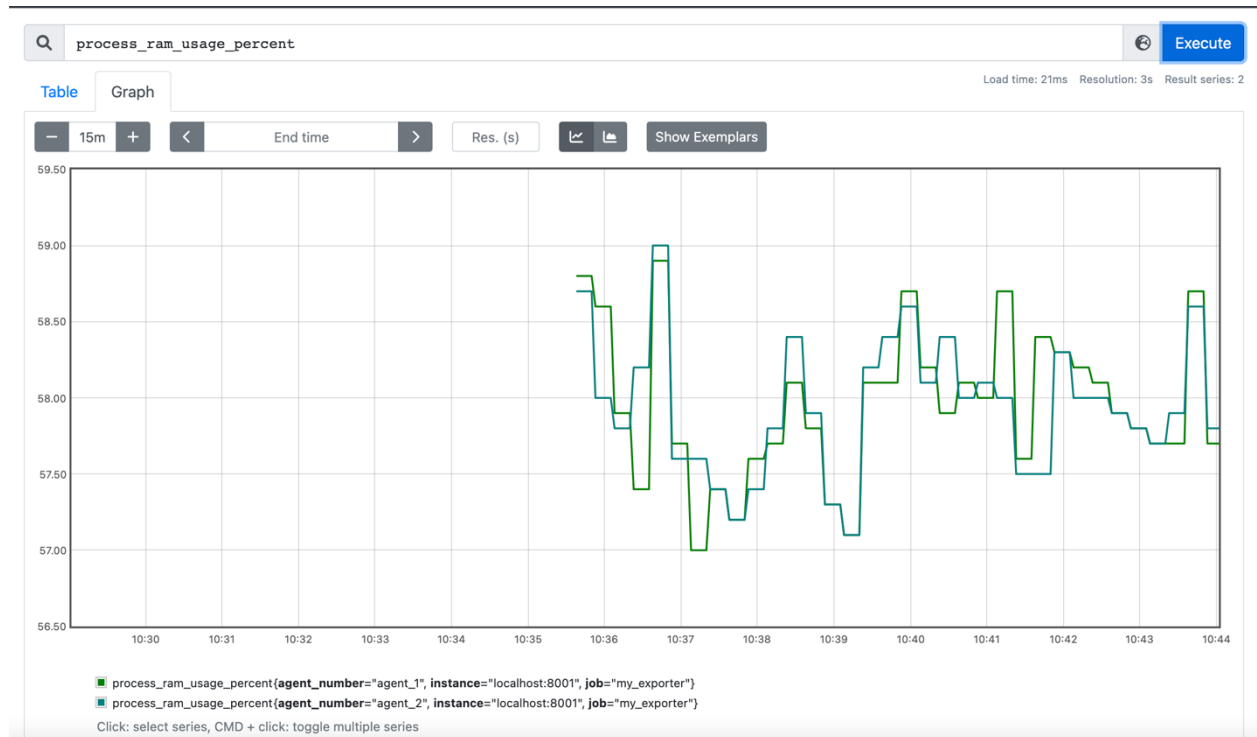 process_ram_usage_percent
Execute
Load time: 21ms Resolution: 3s Result series: 2
Table
Graph
− 15m +
< End time >
Res. (s)
Show Exemplars
59.50
59.00
58.50
58.00
57.50
57.00
56.50
10:30 10:31 10:32 10:33 10:34 10:35 10:36 10:37 10:38 10:39 10:40 10:41 10:42 10:43 10:44
process_ram_usage_percent{agent_number="agent_1", instance="localhost:8001", job="my_exporter"}
process_ram_usage_percent{agent_number="agent_2", instance="localhost:8001", job="my_exporter"}
Click: select series, CMD + click: toggle multiple series